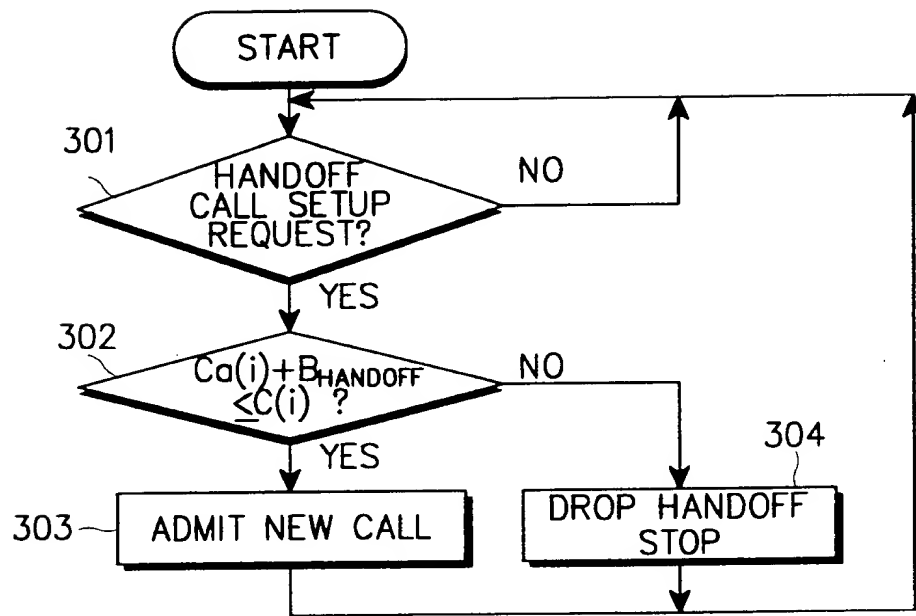 START
301
HANDOFF
CALL SETUP
REQUEST?
NO
YES
302
Ca(i)+BHANDOFF
≤C(i) ?
NO
YES
303
ADMIT NEW CALL
304
DROP HANDOFF
STOP